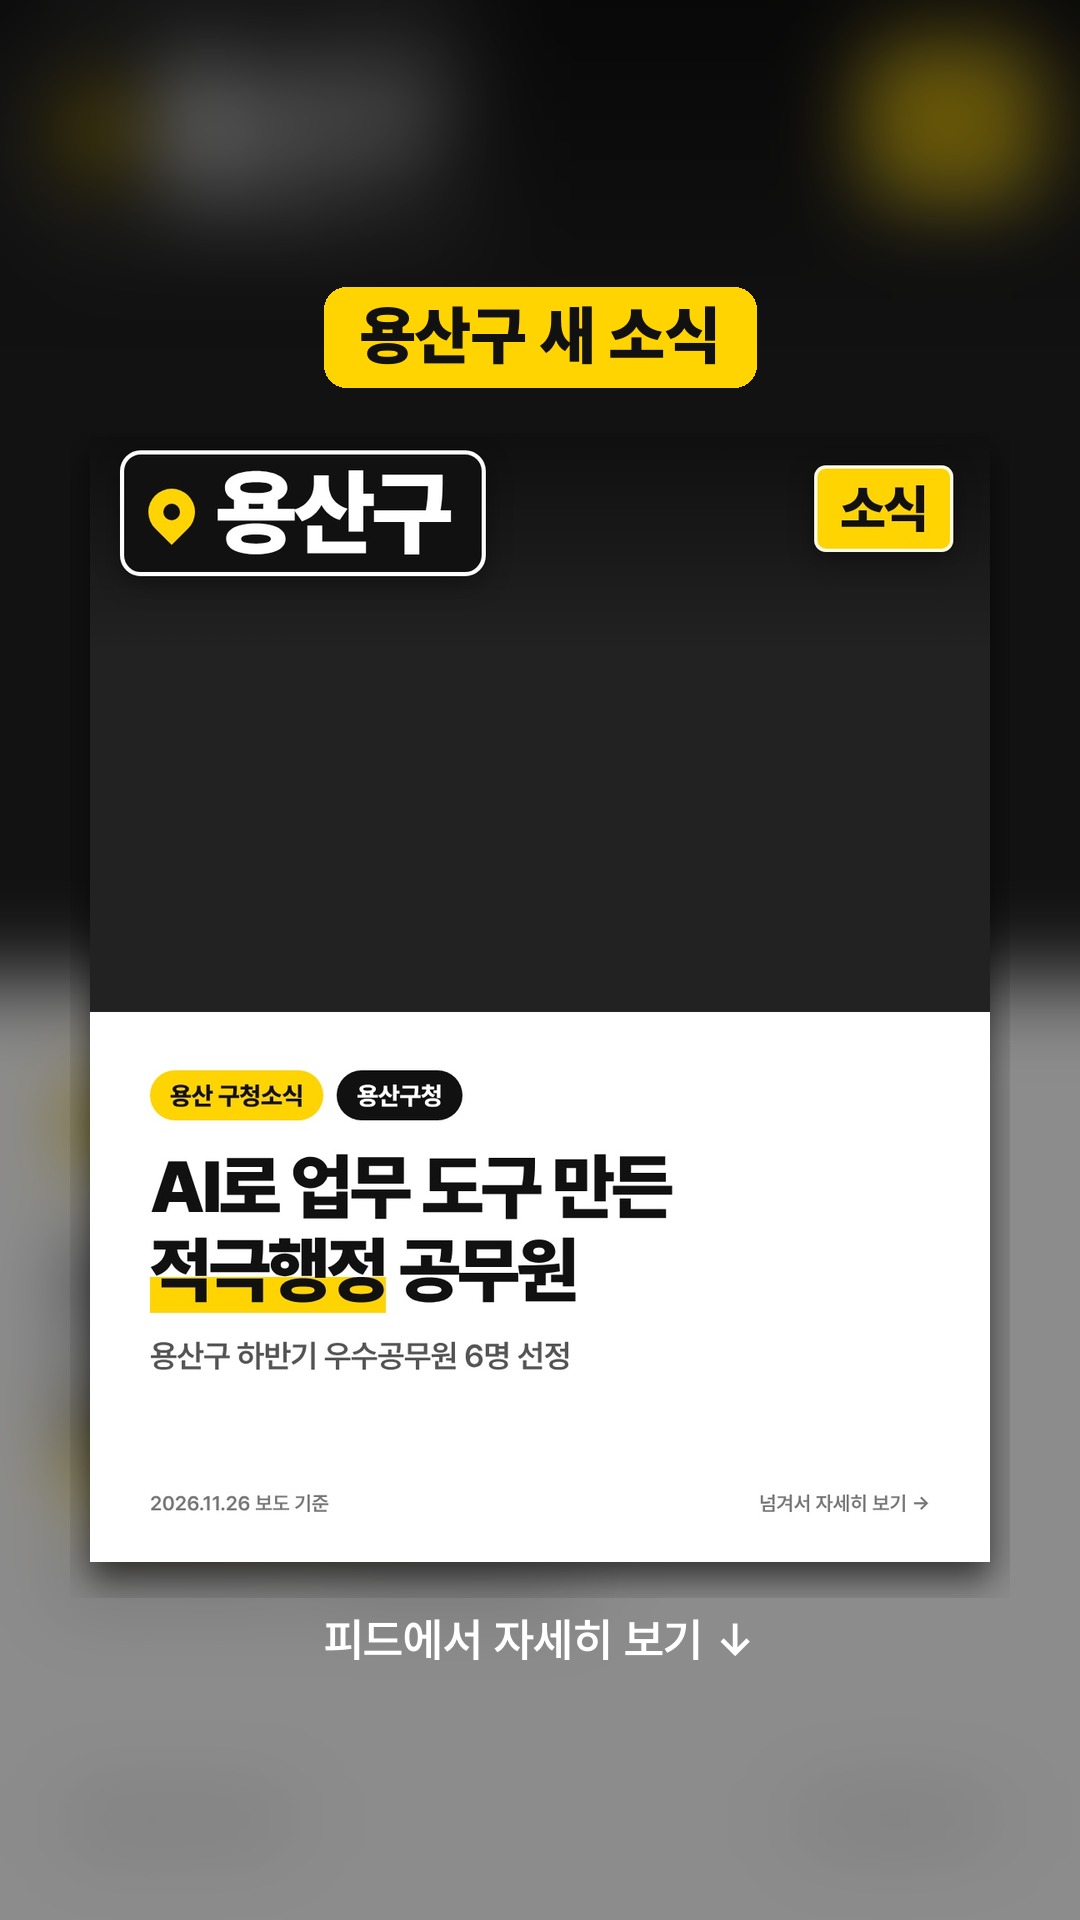 용산구 새 소식
용산구
소식
용산 구청소식
용산구청
AI로 업무 도구 만든
적극행정 공무원
용산구 하반기 우수공무원 6명 선정
2026.11.26 보도 기준
넘겨서 자세히 보기 →
피드에서 자세히 보기 ↓